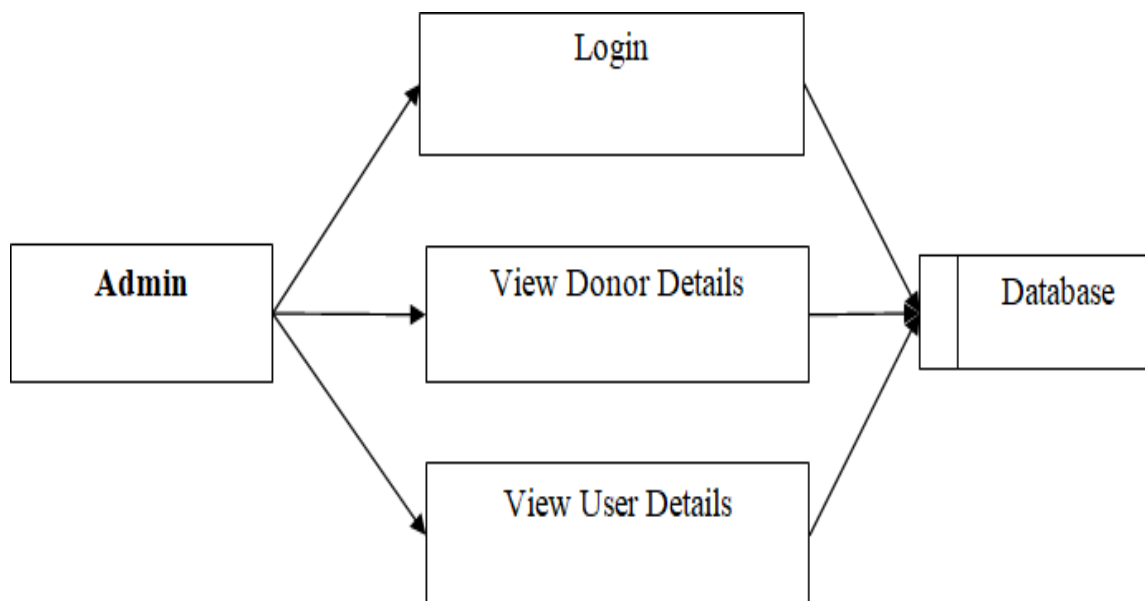 Login
Admin
View Donor Details
Database
View User Details